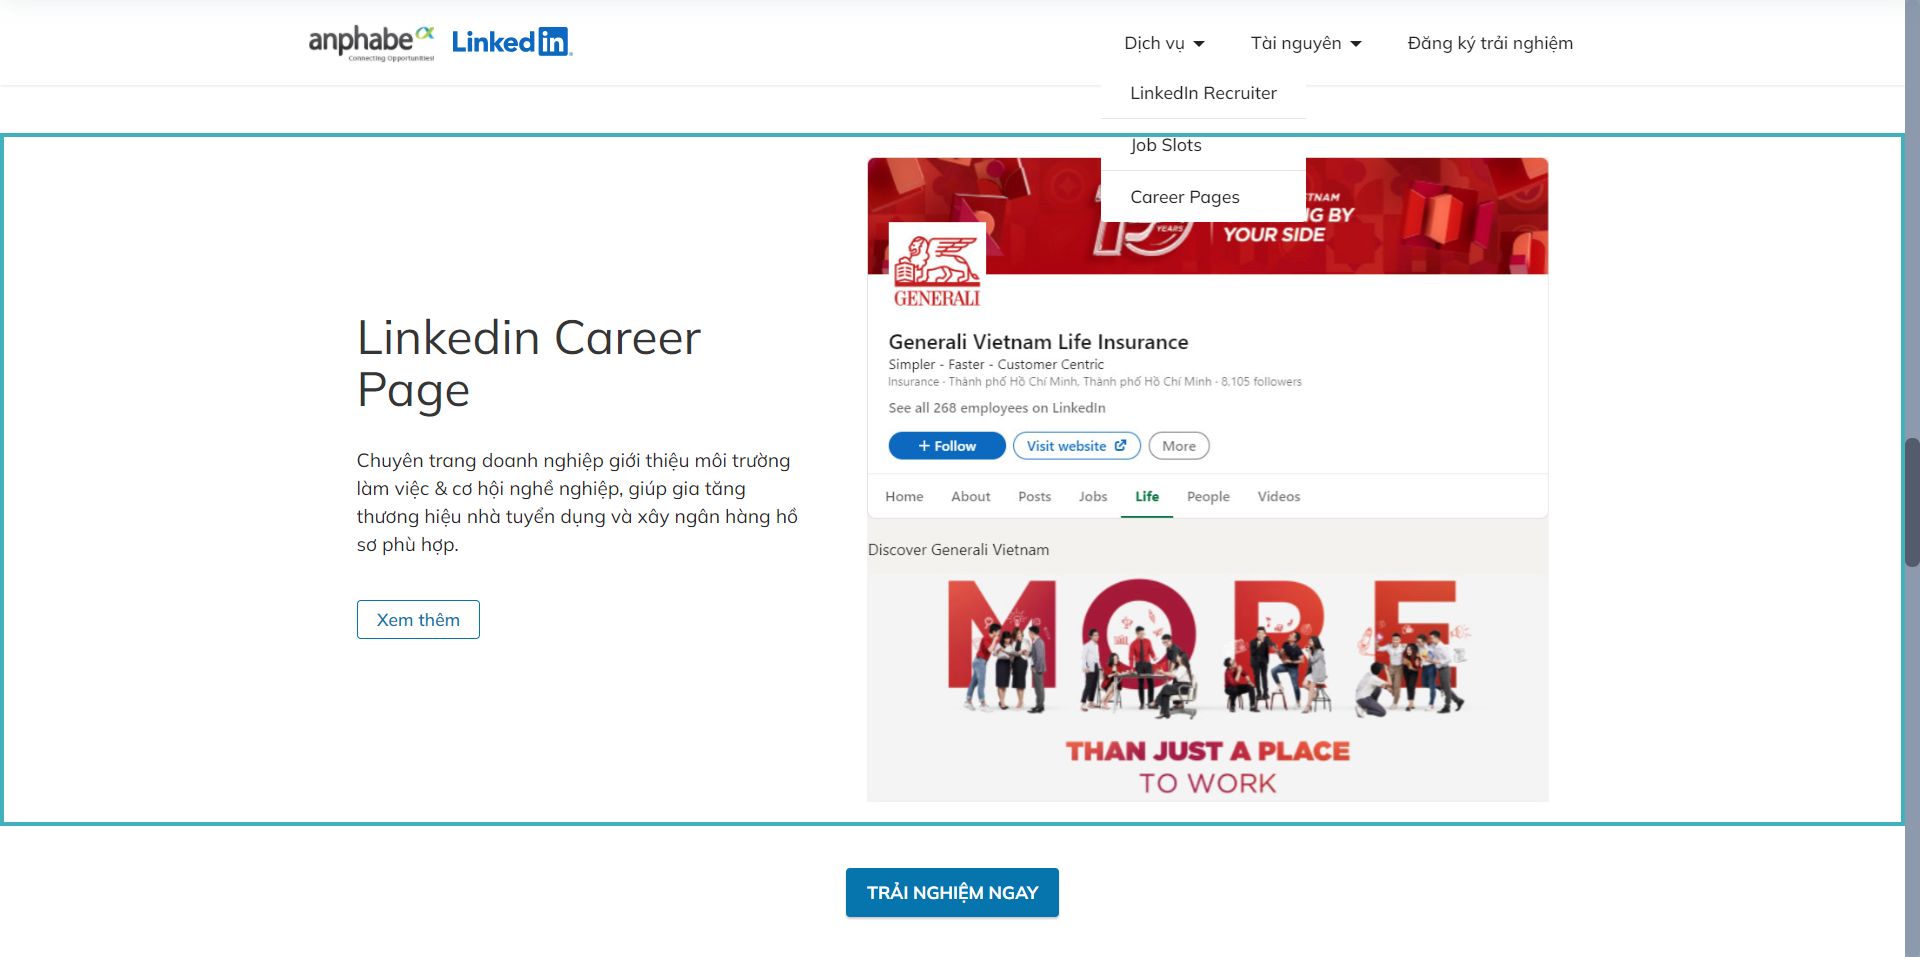 anphabe
Connecting Opportunities!
Linked in
Dịch vụ
Tài nguyên
Đăng ký trải nghiệm
LinkedIn Recruiter
Job Slots
Career Pages
YEARS
YOUR SIDE
GENERALI
Linkedin Career
Page
Chuyên trang doanh nghiệp giới thiệu môi trường
làm việc & cơ hội nghề nghiệp, giúp gia tăng
thương hiệu nhà tuyển dụng và xây ngân hàng hồ
sơ phù hợp.
Xem thêm
Generali Vietnam Life Insurance
Simpler - Faster - Customer Centric
Insurance - Thành phố Hồ Chí Minh, Thành phố Hồ Chí Minh - 8,105 followers
See all 268 employees on LinkedIn
+ Follow
Visit website
More
Home About Posts Jobs Life People Videos
Discover Generali Vietnam
MORE
THAN JUST A PLACE
TO WORK
TRẢI NGHIỆM NGAY